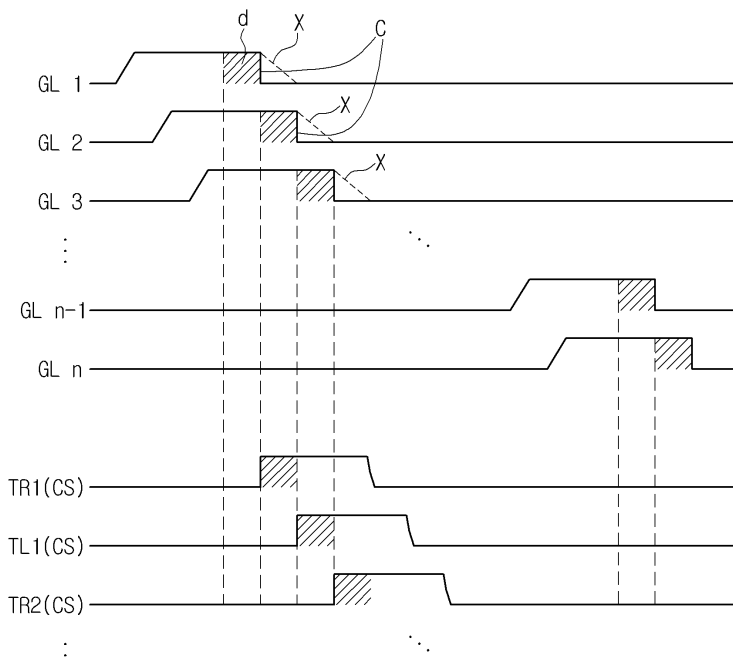 d
X
C
GL 1
X
GL 2
X
GL 3
⋮
⋱
GL n-1
GL n
TR1(CS)
TL1(CS)
TR2(CS)
⋮
⋱